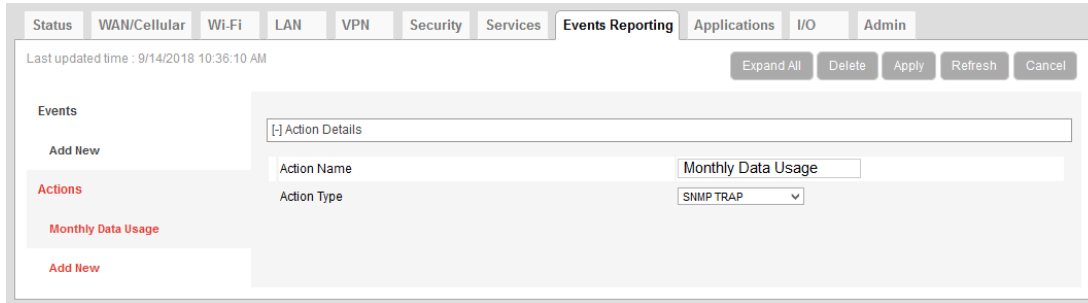 Status WAN/Cellular Wi-Fi LAN VPN Security Services Events Reporting Applications I/O Admin
Last updated time : 9/14/2018 10:36:10 AM
Expand All Delete Apply Refresh Cancel
Events
Add New
Actions
Monthly Data Usage
Add New
[-] Action Details
Action Name Monthly Data Usage
Action Type SNMP TRAP